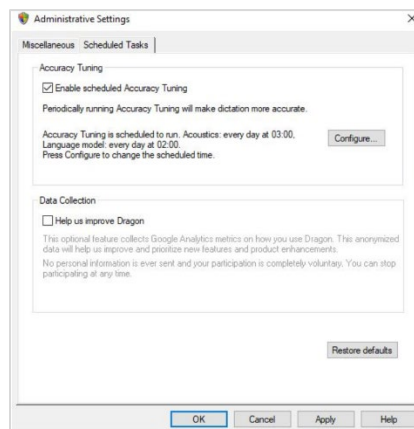 Administrative Settings
Miscellaneous Scheduled Tasks
Accuracy Tuning
Enable scheduled Accuracy Tuning
Periodically running Accuracy Tuning will make dictation more accurate.
Accuracy Tuning is scheduled to run. Acoustics: every day at 03:00,
Language model: every day at 02:00.
Press Configure to change the scheduled time.
Configure...
Data Collection
Help us improve Dragon
This optional feature collects Google Analytics metrics on how you use Dragon. This anonymized
data will help us improve and prioritize new features and product enhancements.
No personal information is ever sent and your participation is completely voluntary. You can stop
participating at any time.
Restore defaults
OK Cancel Apply Help